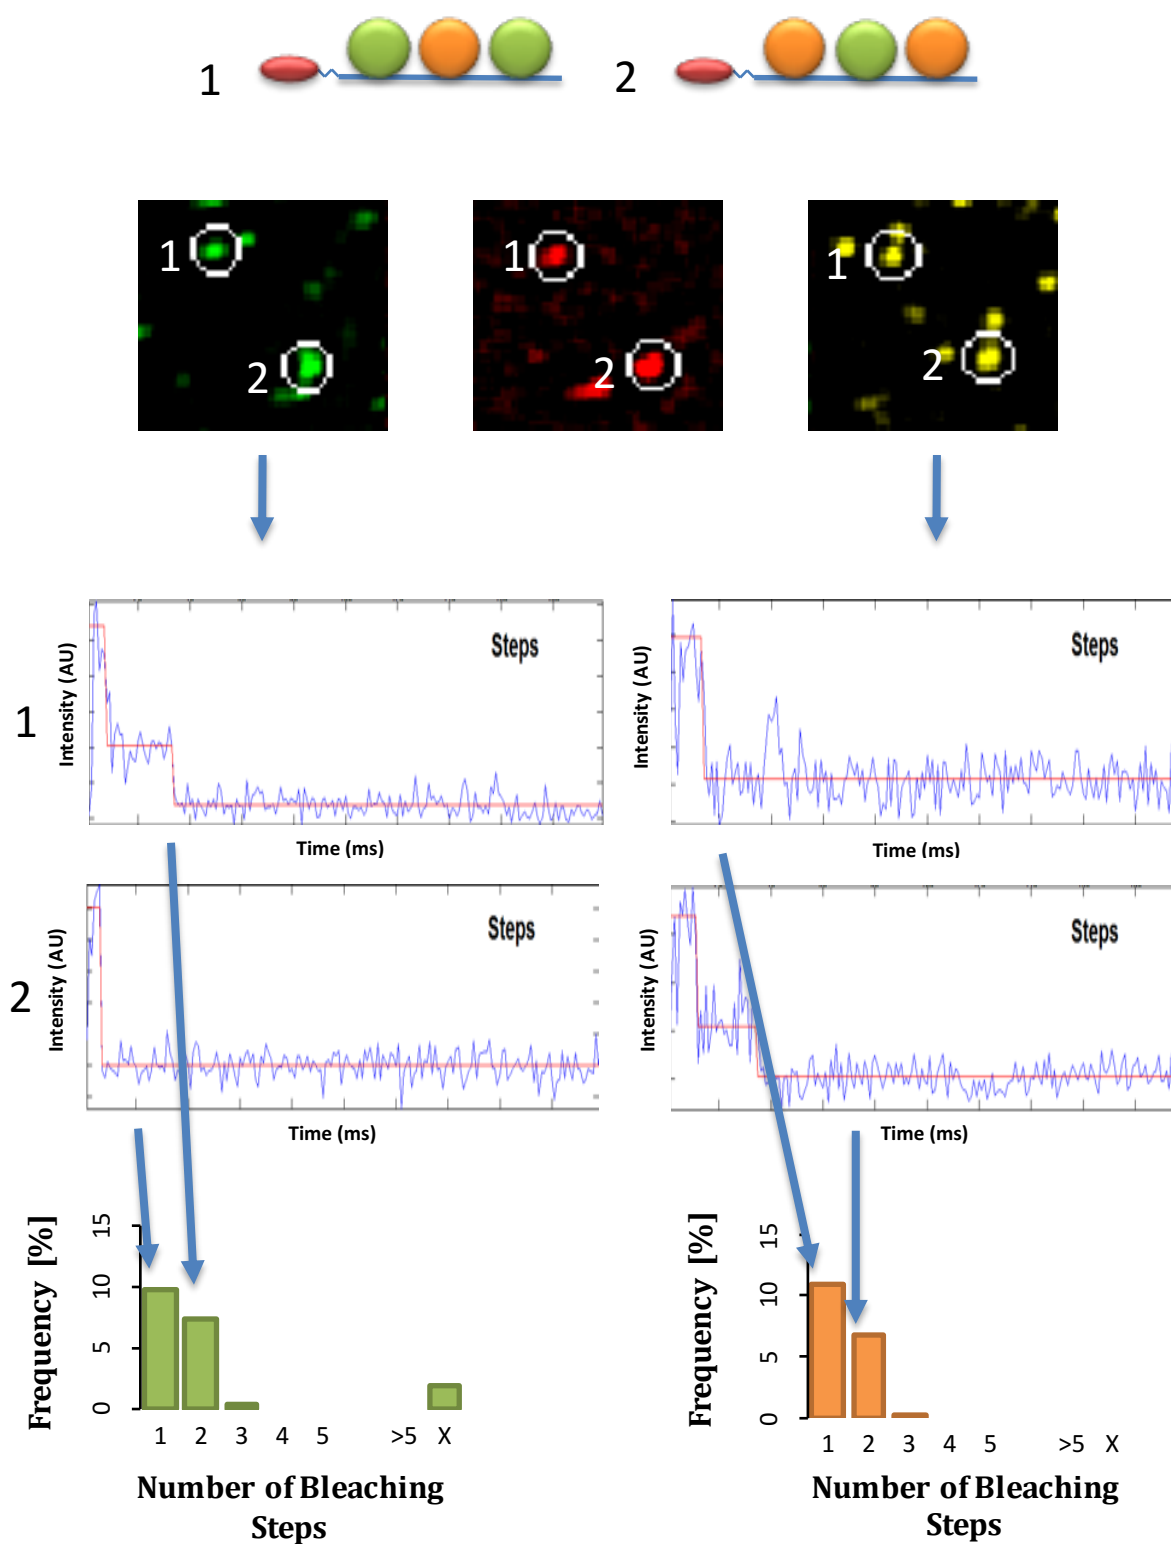 1
2
1
2
1
2
1
2
Steps
Intensity (AU)
Time (ms)
Steps
Intensity (AU)
Time (ms)
1
Steps
Intensity (AU)
Time (ms)
Steps
Intensity (AU)
Time (ms)
2
Frequency [%]
15
10
5
0
1 2 3 4 5 >5 X
Number of Bleaching
Steps
Frequency [%]
15
10
5
0
1 2 3 4 5 >5 X
Number of Bleaching
Steps